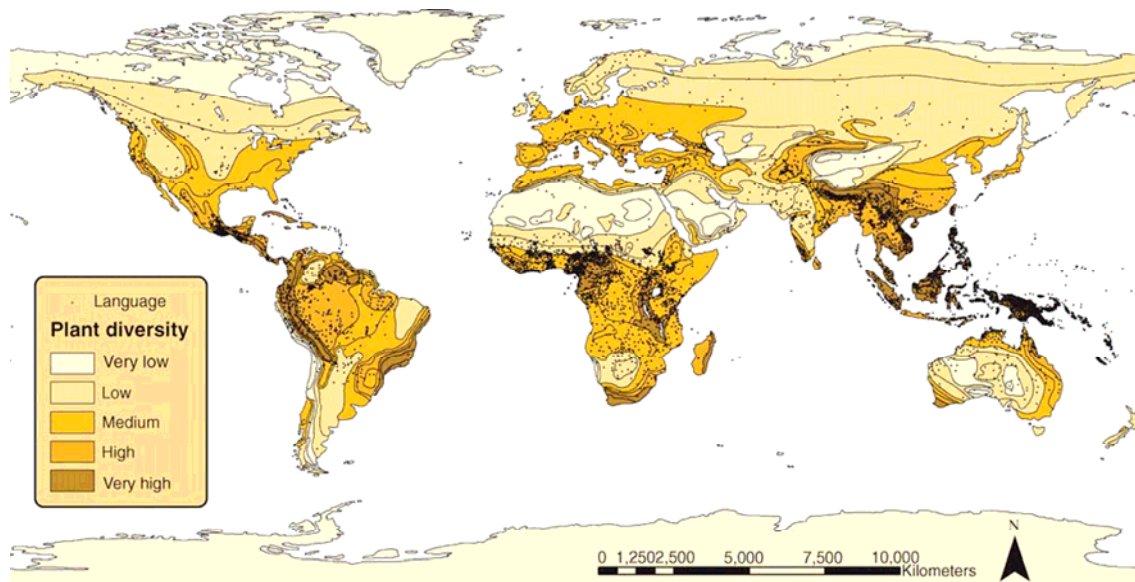 Language
Plant diversity
Very low
Low
Medium
High
Very high
N
0 1,2502,500 5,000 7,500 10,000
Kilometers